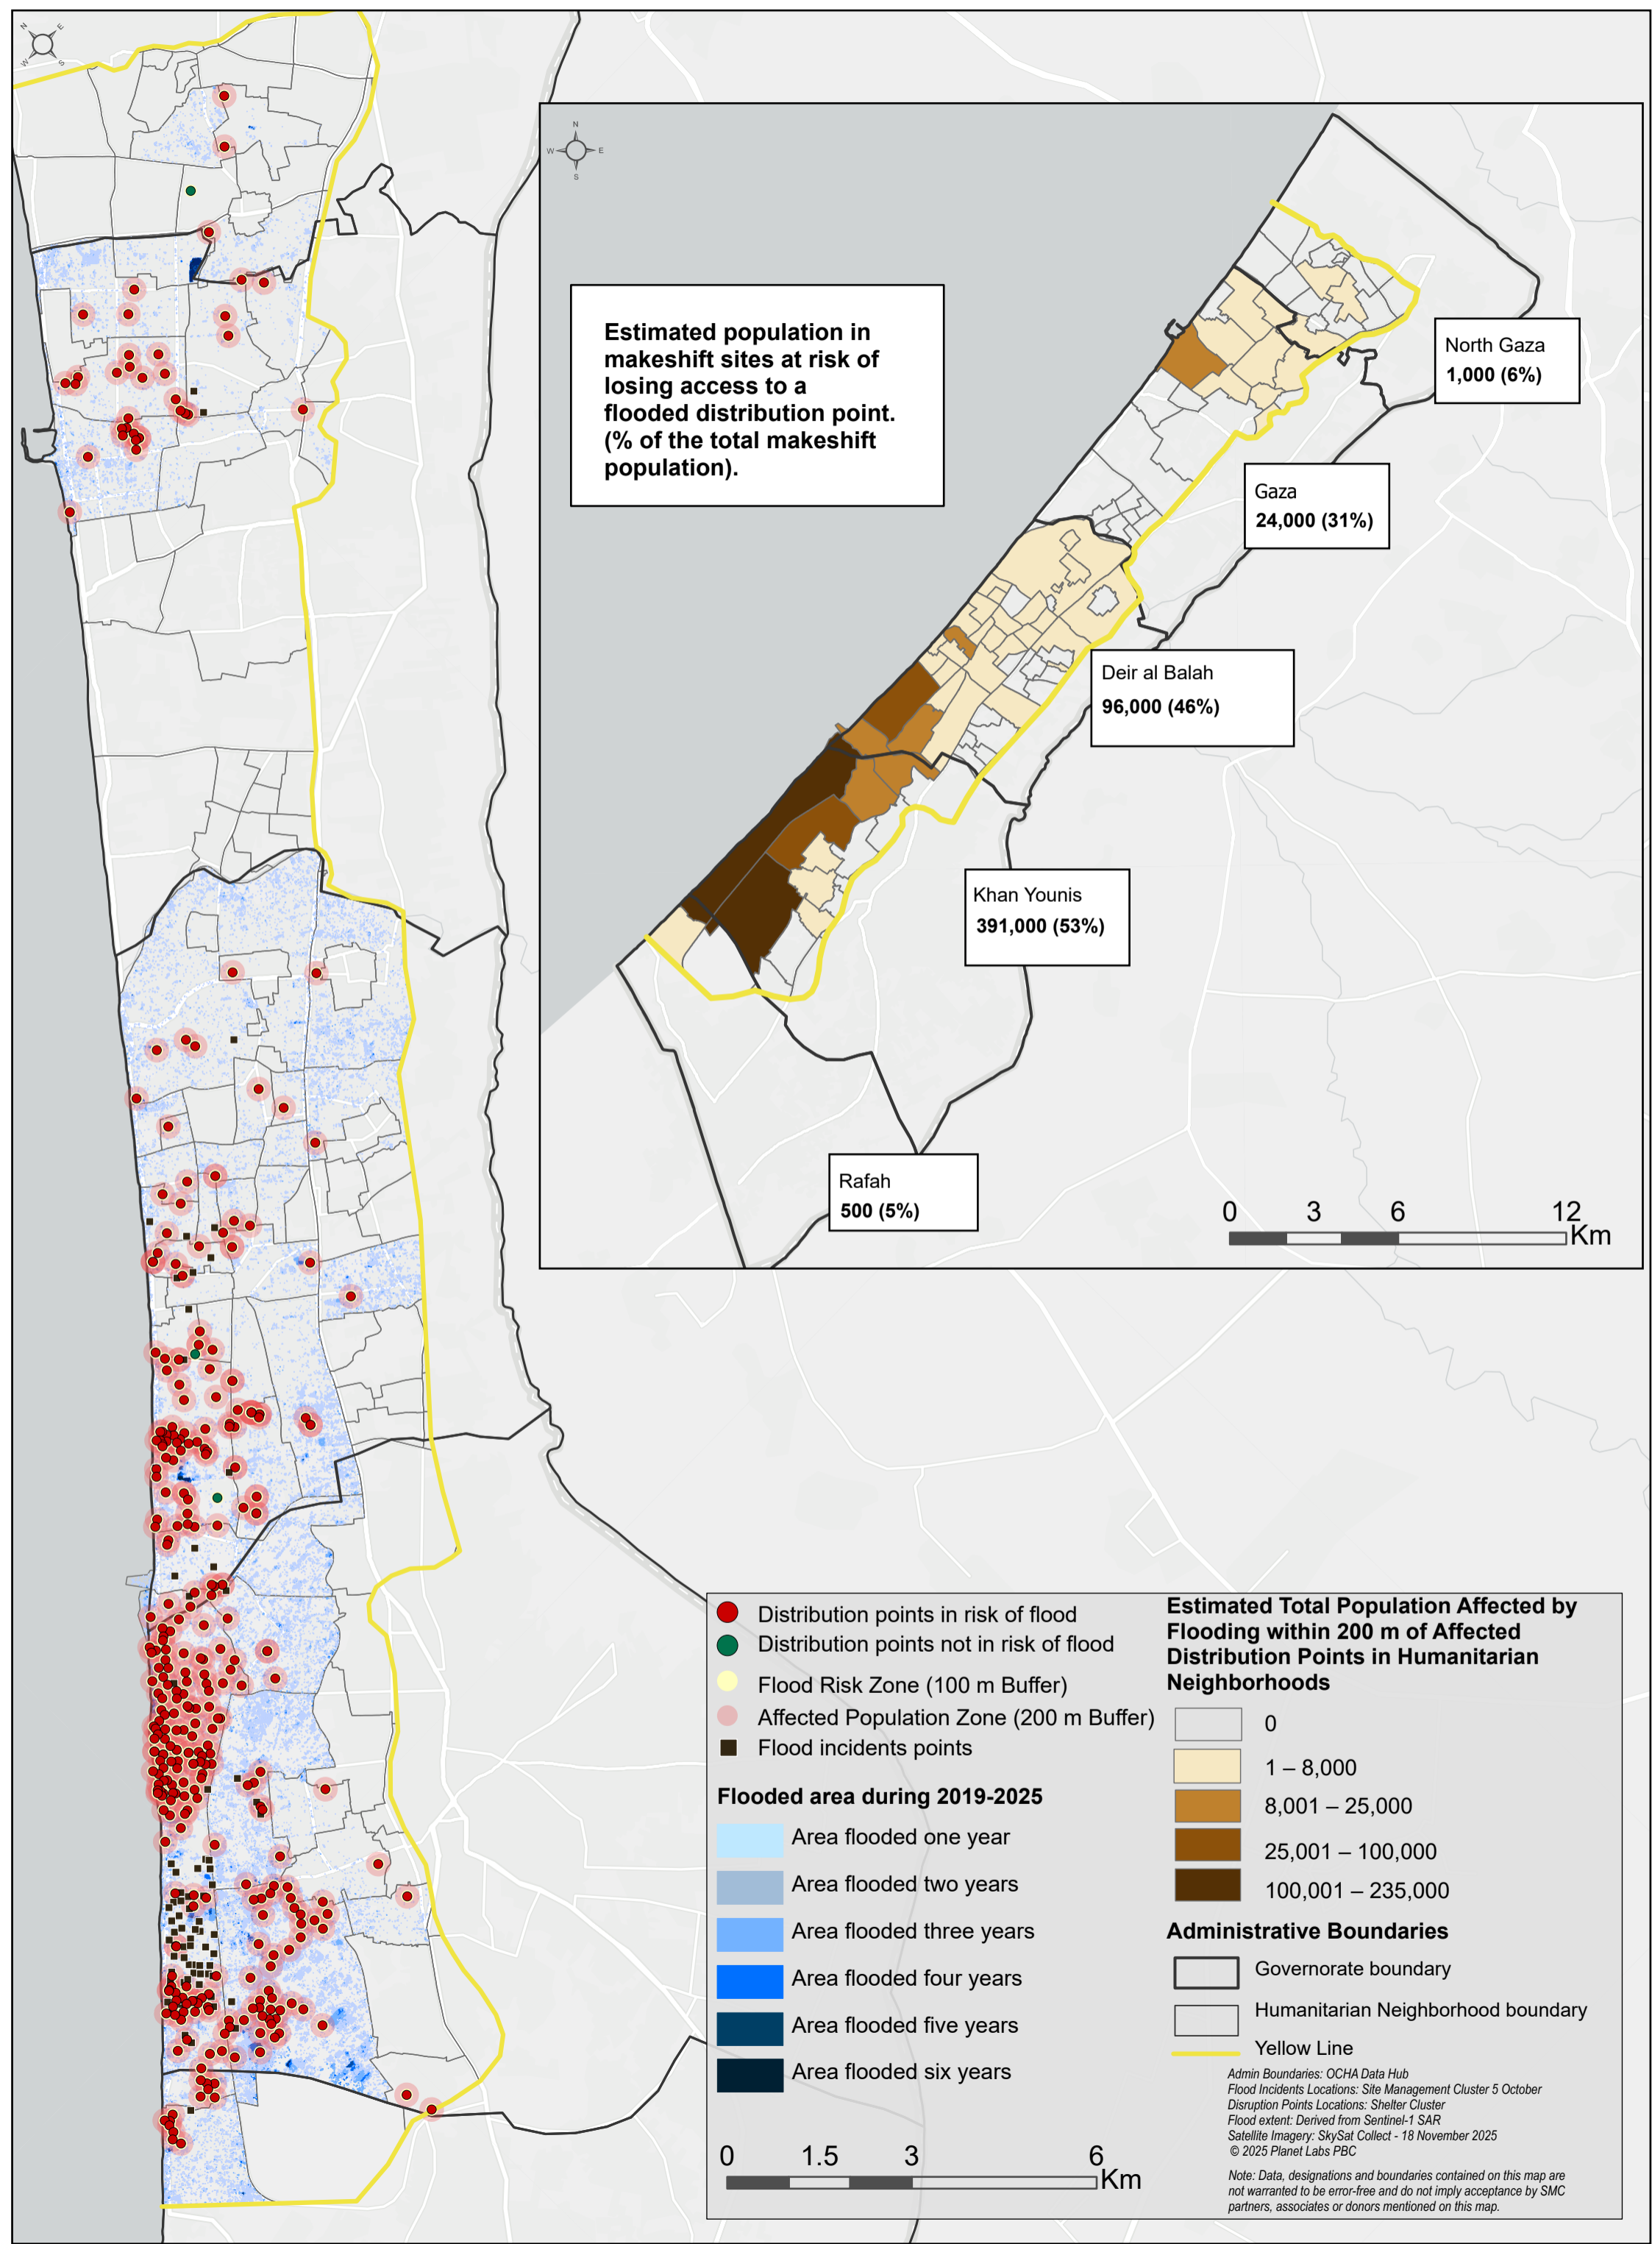 N
E
W
S
N
W
E
S
Estimated population in
makeshift sites at risk of
losing access to a
flooded distribution point.
(% of the total makeshift
population).
North Gaza
1,000 (6%)
Gaza
24,000 (31%)
Deir al Balah
96,000 (46%)
Khan Younis
391,000 (53%)
Rafah
500 (5%)
0 3 6 12
Km
Distribution points in risk of flood
Distribution points not in risk of flood
Flood Risk Zone (100 m Buffer)
Affected Population Zone (200 m Buffer)
Flood incidents points
Flooded area during 2019-2025
Area flooded one year
Area flooded two years
Area flooded three years
Area flooded four years
Area flooded five years
Area flooded six years
0 1.5 3 6
Km
Estimated Total Population Affected by
Flooding within 200 m of Affected
Distribution Points in Humanitarian
Neighborhoods
0
1 – 8,000
8,001 – 25,000
25,001 – 100,000
100,001 – 235,000
Administrative Boundaries
Governorate boundary
Humanitarian Neighborhood boundary
Yellow Line
Admin Boundaries: OCHA Data Hub
Flood Incidents Locations: Site Management Cluster 5 October
Disruption Points Locations: Shelter Cluster
Flood extent: Derived from Sentinel-1 SAR
Satellite Imagery: SkySat Collect - 18 November 2025
© 2025 Planet Labs PBC
Note: Data, designations and boundaries contained on this map are
not warranted to be error-free and do not imply acceptance by SMC
partners, associates or donors mentioned on this map.